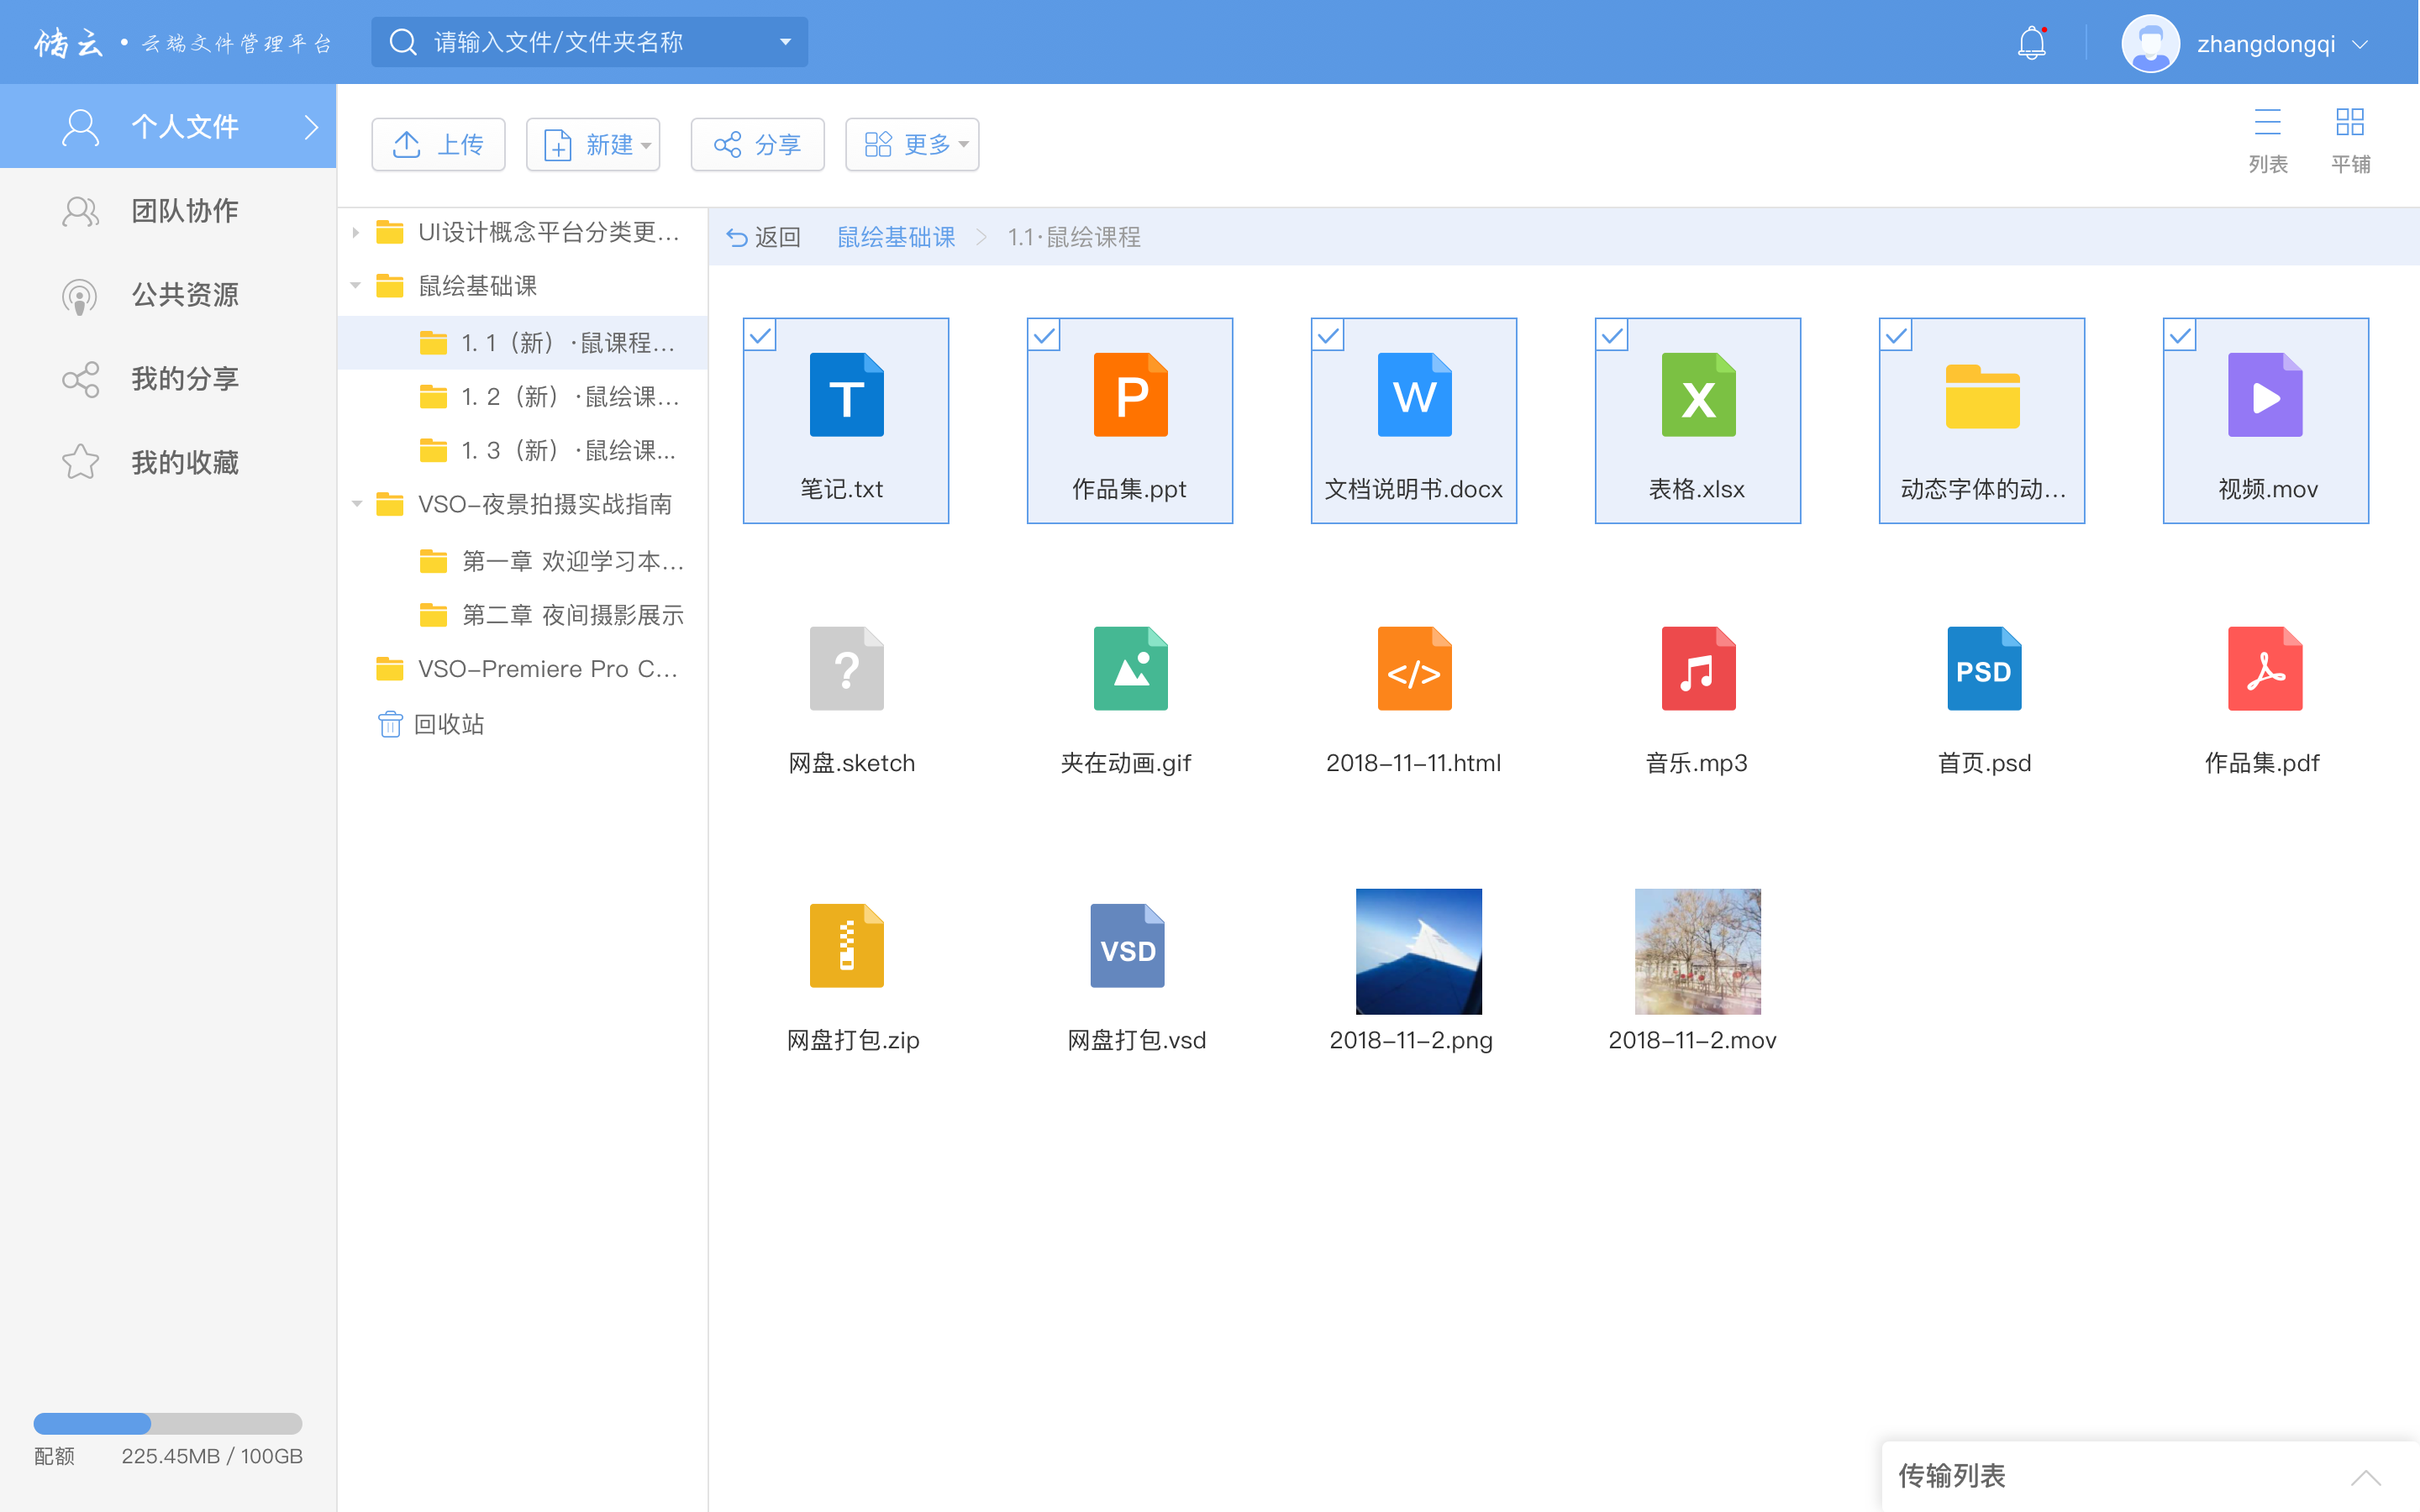 储云·云端文件管理平台
请输入文件/文件夹名称
zhangdongqi
个人文件
团队协作
公共资源
我的分享
我的收藏
上传
新建
分享
更多
列表
平铺
UI设计概念平台分类更...
鼠绘基础课
1. 1（新）·鼠课程...
1. 2（新）·鼠绘课...
1. 3（新）·鼠绘课...
VSO-夜景拍摄实战指南
第一章 欢迎学习本...
第二章 夜间摄影展示
VSO-Premiere Pro C...
回收站
返回 鼠绘基础课 > 1.1·鼠绘课程
T
P
W
X
笔记.txt
作品集.ppt
文档说明书.docx
表格.xlsx
动态字体的动...
视频.mov
?
</>
PSD
网盘.sketch
夹在动画.gif
2018-11-11.html
音乐.mp3
首页.psd
作品集.pdf
VSD
网盘打包.zip
网盘打包.vsd
2018-11-2.png
2018-11-2.mov
配额 225.45MB / 100GB
传输列表